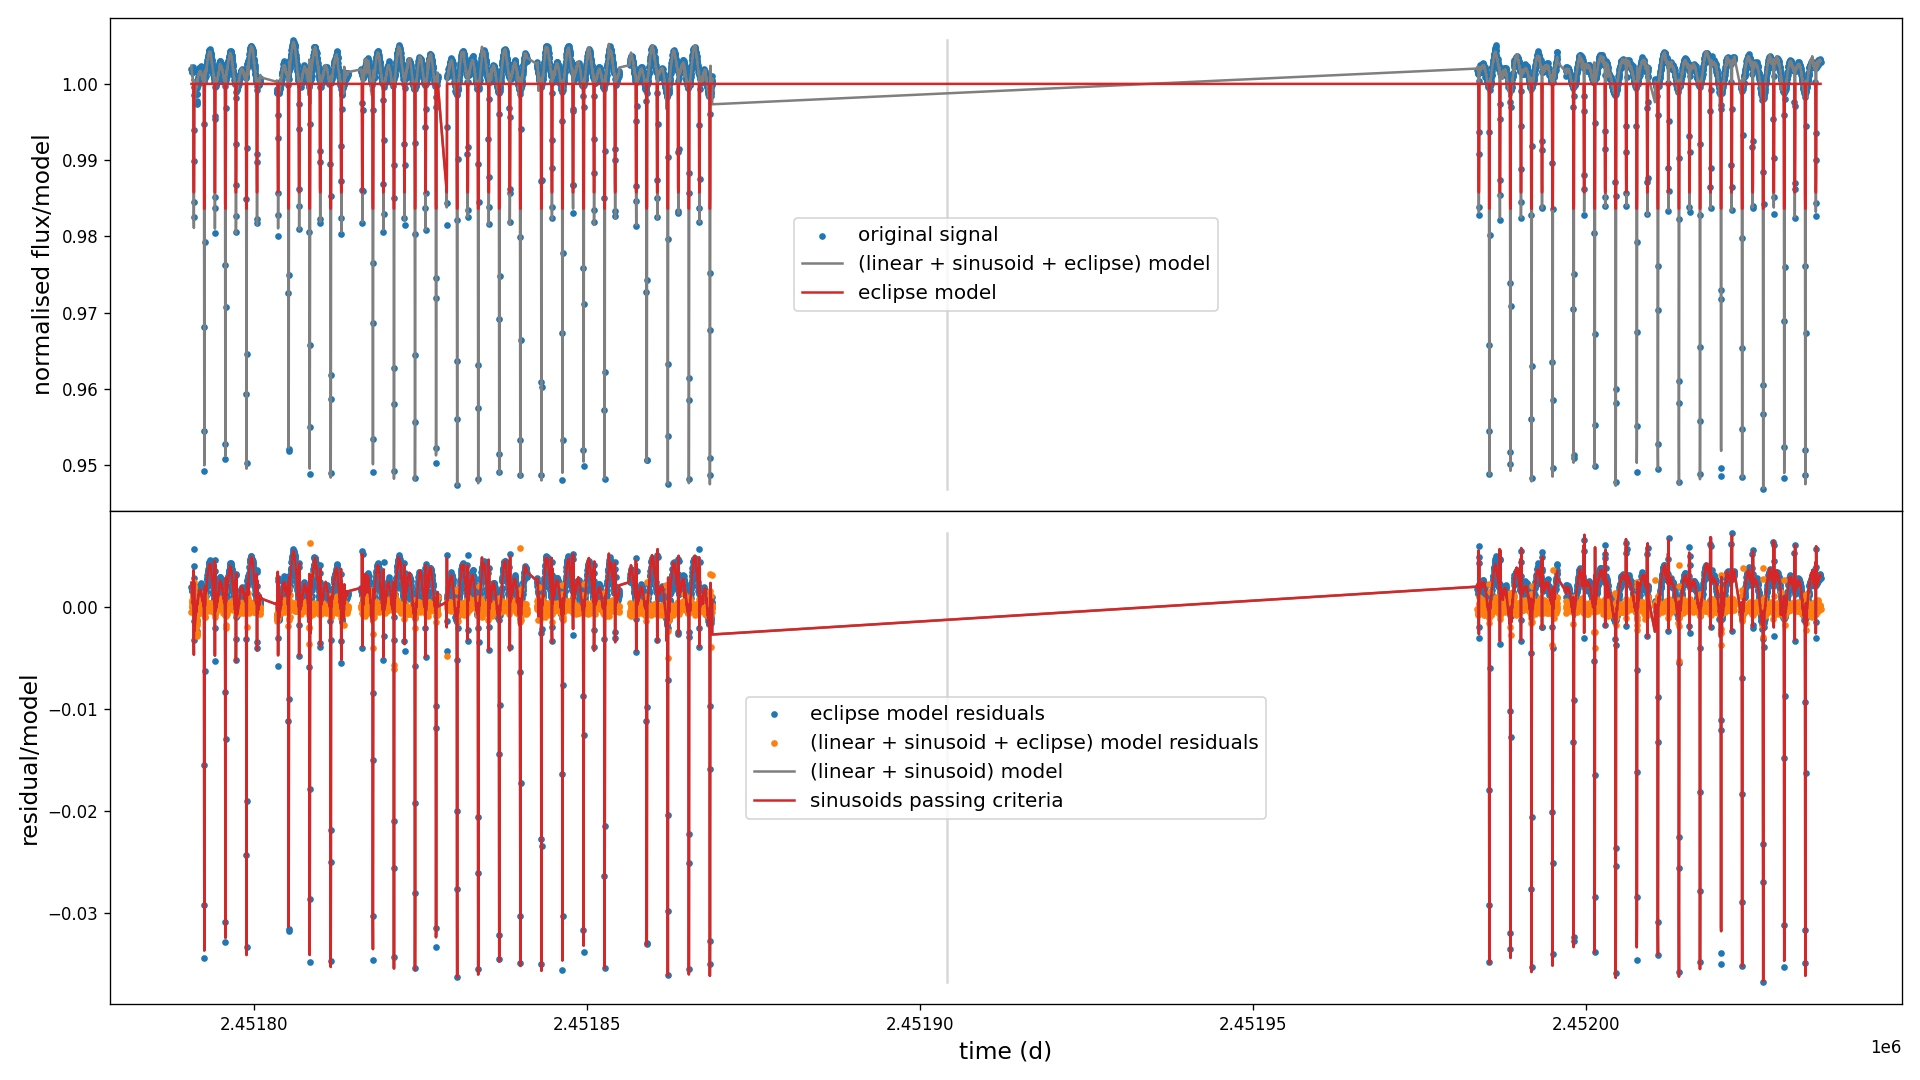 normalised flux/model
1.00
0.99
0.98
0.97
0.96
0.95
original signal
(linear + sinusoid + eclipse) model
eclipse model
residual/model
0.00
−0.01
−0.02
−0.03
eclipse model residuals
(linear + sinusoid + eclipse) model residuals
(linear + sinusoid) model
sinusoids passing criteria
2.45180
2.45185
2.45190
2.45195
2.45200
1e6
time (d)